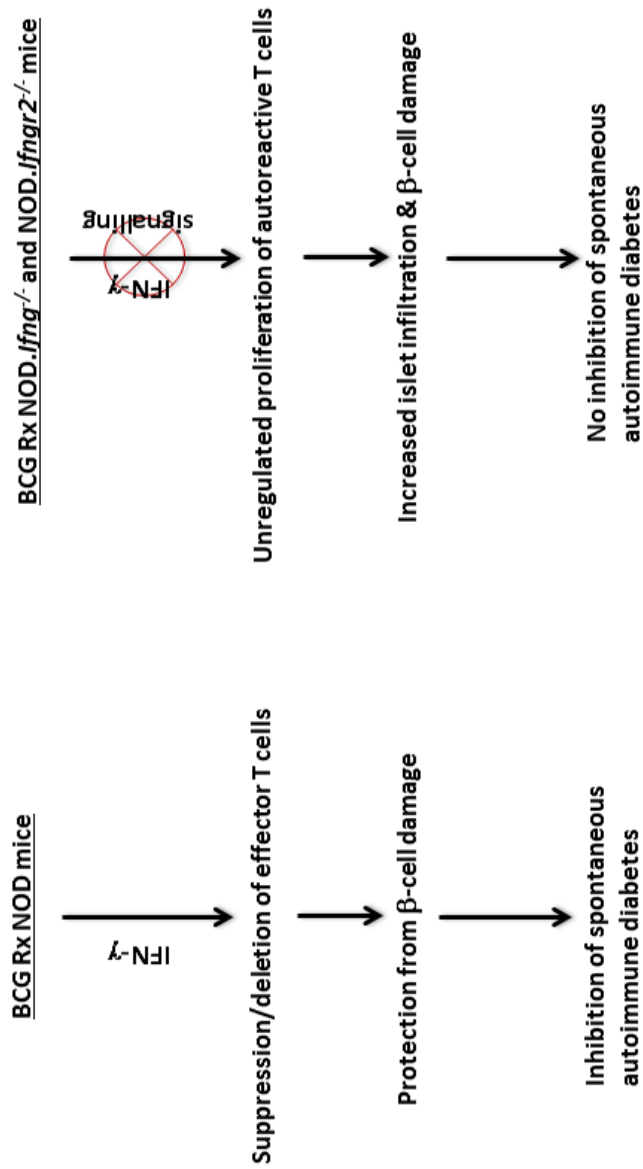 BCG Rx NOD mice
IFN-γ
Suppression/deletion of effector T cells
Protection from β-cell damage
Inhibition of spontaneous
autoimmune diabetes
BCG Rx NOD.Ifng-/- and NOD.Ifngr2-/- mice
IFN-γ
signalling
Unregulated proliferation of autoreactive T cells
Increased islet infiltration & β-cell damage
No inhibition of spontaneous
autoimmune diabetes